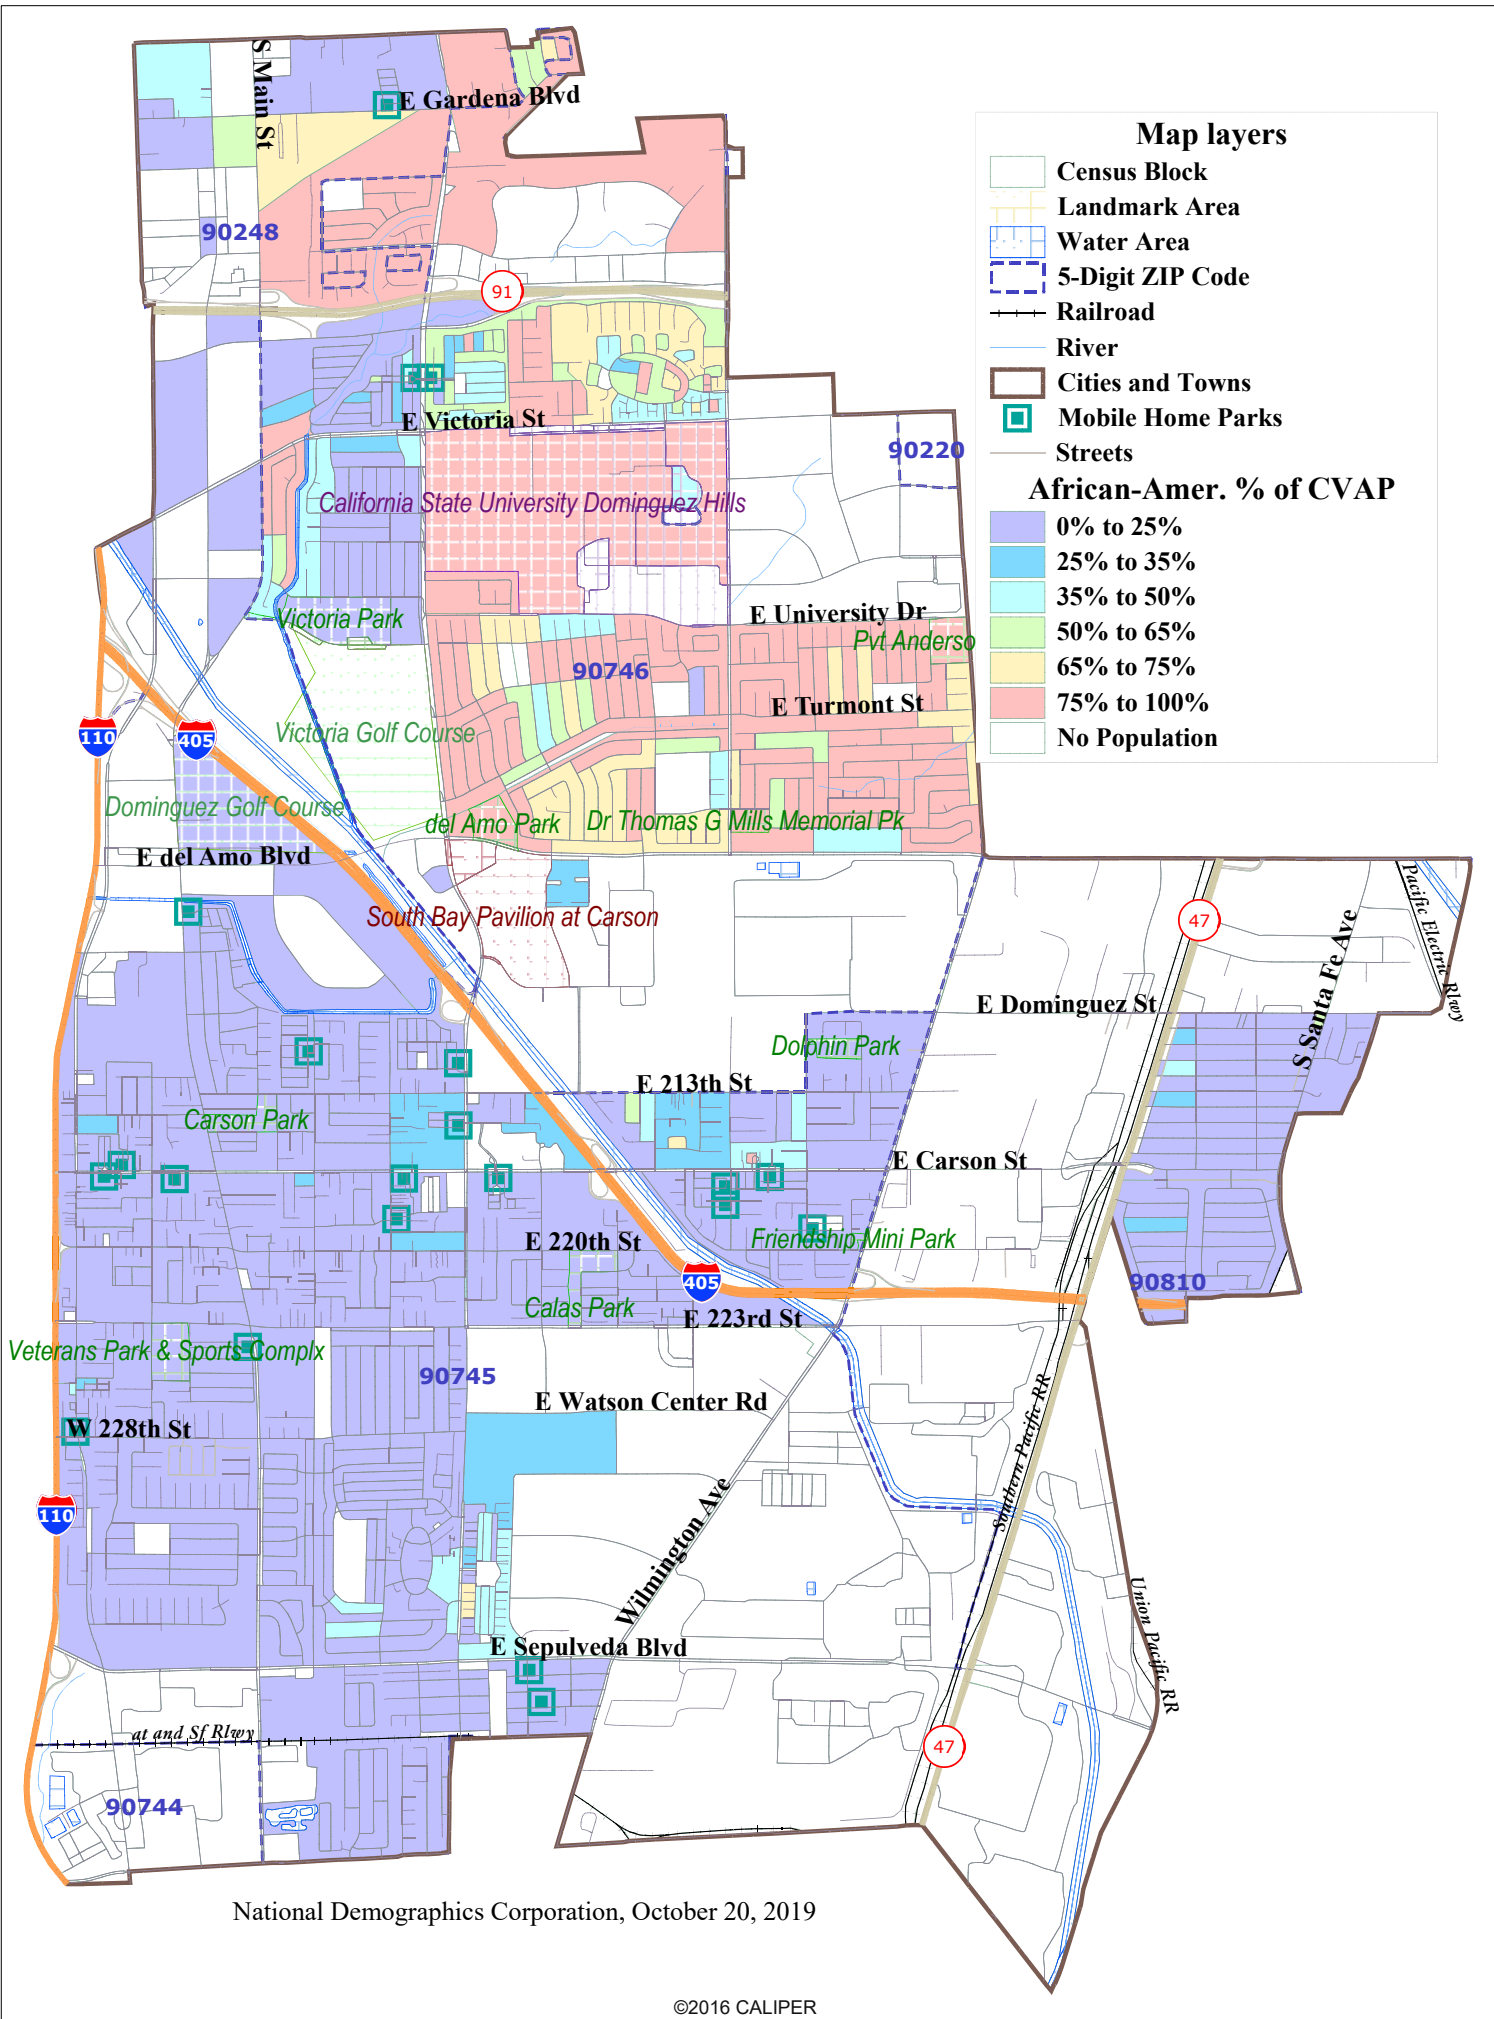 S Main St
E Gardena Blvd
Map layers
Census Block
Landmark Area
Water Area
5-Digit ZIP Code
Railroad
River
Cities and Towns
Mobile Home Parks
Streets
African-Amer. % of CVAP
0% to 25%
25% to 35%
35% to 50%
50% to 65%
65% to 75%
75% to 100%
No Population
90248
91
E Victoria St
90220
California State University Dominguez Hills
E University Dr
Victoria Park
Pvt Anderso
90746
E Turmont St
Victoria Golf Course
110
405
Dominguez Golf Course
del Amo Park
Dr Thomas G Mills Memorial Pk
E del Amo Blvd
South Bay Pavilion at Carson
47
Pacific Electric Rlwy
S Santa Fe Ave
E Dominguez St
Dolphin Park
E 213th St
Carson Park
E Carson St
E 220th St
Friendship Mini Park
405
90810
Calas Park
E 223rd St
Veterans Park & Sports Complx
90745
E Watson Center Rd
W 228th St
Southern Pacific RR
Wilmington Ave
110
Union Pacific RR
E Sepulveda Blvd
at and Sf Rlwy
47
90744
National Demographics Corporation, October 20, 2019
©2016 CALIPER